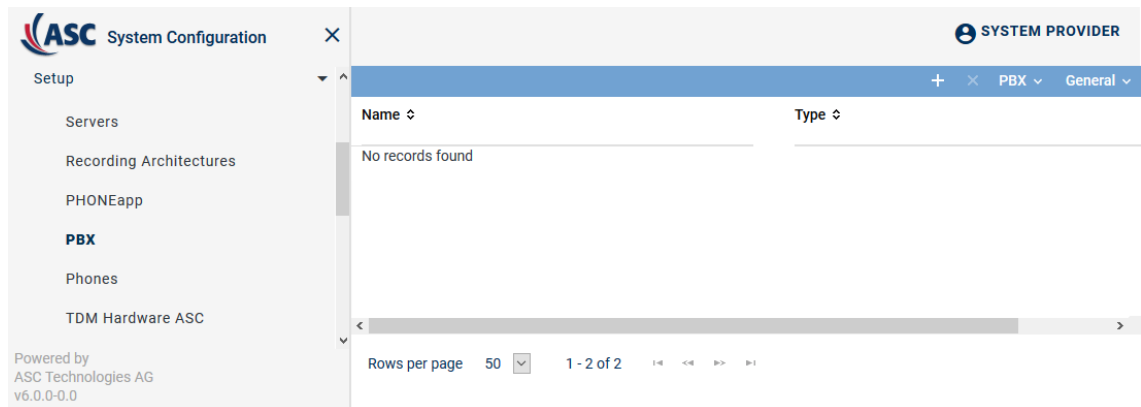 ASC System Configuration
SYSTEM PROVIDER
Setup
PBX General
Servers
Recording Architectures
PHONEapp
PBX
Phones
TDM Hardware ASC
Name Type
No records found
Rows per page 50 1 - 2 of 2
Powered by
ASC Technologies AG
v6.0.0-0.0